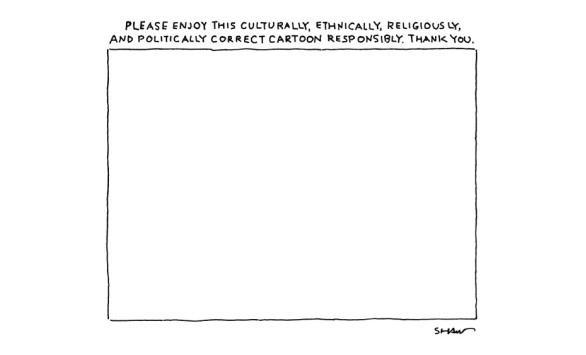 PLEASE ENJOY THIS CULTURALLY, ETHNICALLY, RELIGIOUSLY,
AND POLITICALLY CORRECT CARTOON RESPONSIBLY. THANK YOU.
SHAW